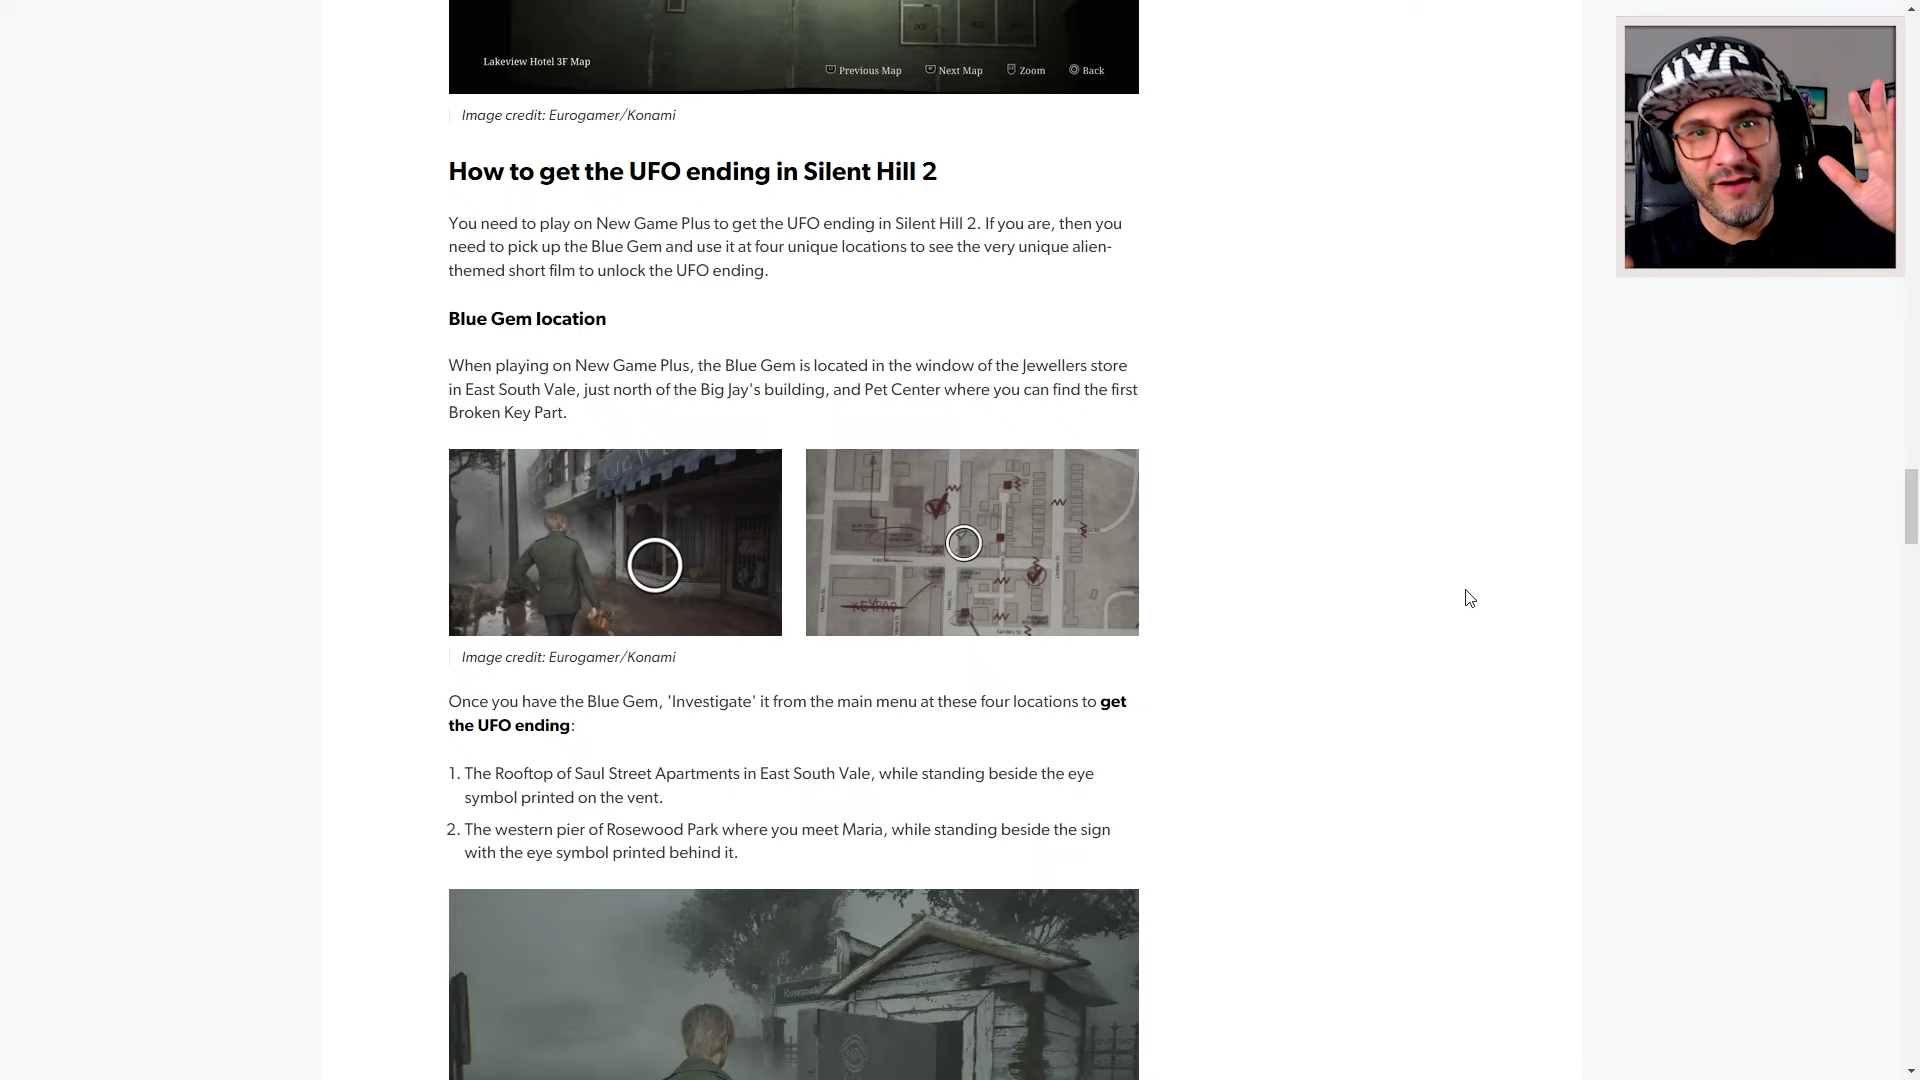 Lakeview Hotel 3F Map
Previous Map
Next Map
Zoom
Back
Image credit: Eurogamer/Konami
How to get the UFO ending in Silent Hill 2
You need to play on New Game Plus to get the UFO ending in Silent Hill 2. If you are, then you
need to pick up the Blue Gem and use it at four unique locations to see the very unique alien-
themed short film to unlock the UFO ending.
Blue Gem location
When playing on New Game Plus, the Blue Gem is located in the window of the Jewellers store
in East South Vale, just north of the Big Jay's building, and Pet Center where you can find the first
Broken Key Part.
KEYPAD
Image credit: Eurogamer/Konami
Once you have the Blue Gem, 'Investigate' it from the main menu at these four locations to get
the UFO ending:
1. The Rooftop of Saul Street Apartments in East South Vale, while standing beside the eye
symbol printed on the vent.
2. The western pier of Rosewood Park where you meet Maria, while standing beside the sign
with the eye symbol printed behind it.
NYC